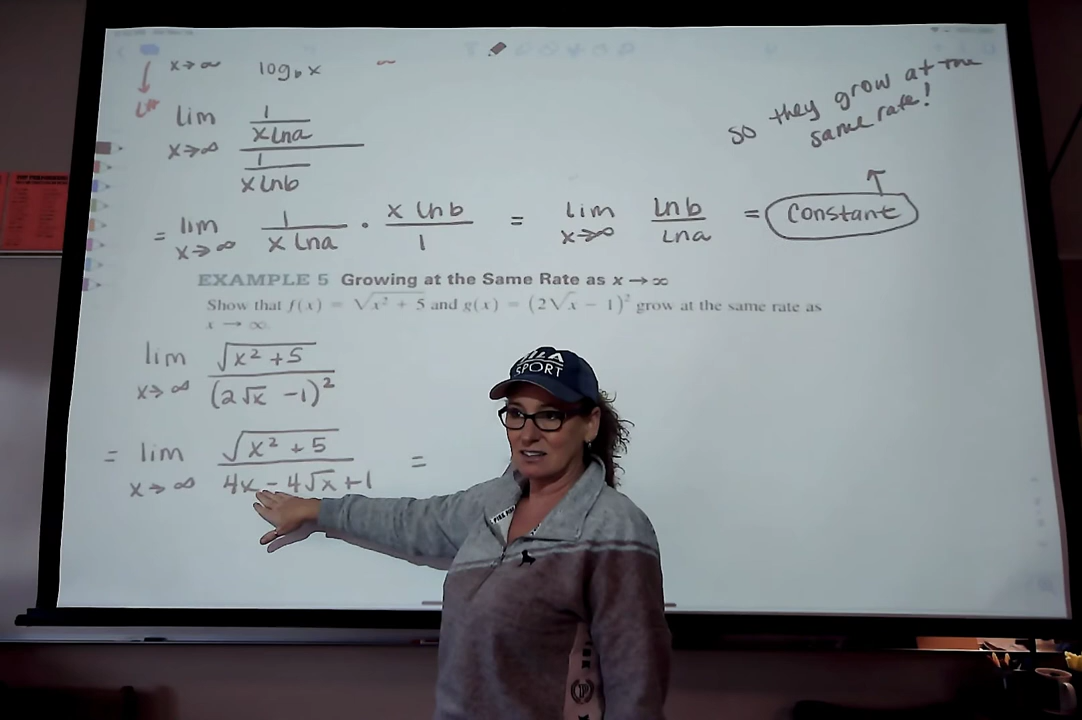 x→∞ log_b x
LH
lim 1/(x ln a)
x→∞ 1/(x ln b)
= lim x→∞ 1/(x ln a) · (x ln b)/1 = lim x→∞ ln b/ln a = constant
so they grow at the
same rate!
EXAMPLE 5 Growing at the Same Rate as x→∞
Show that f(x) = √(x² + 5) and g(x) = (2√x − 1)² grow at the same rate as
x → ∞.
lim x→∞ √(x² + 5)/(2√x − 1)²
= lim x→∞ √(x² + 5)/(4x − 4√x + 1) =
SPORT